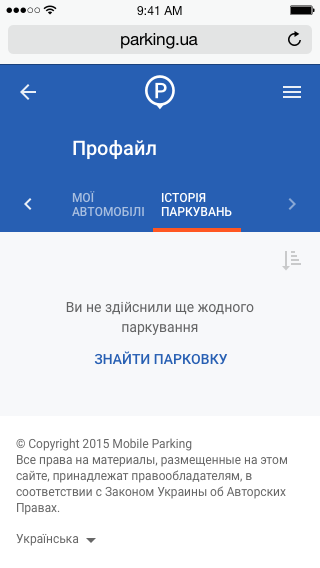 9:41 AM
parking.ua
P
Профайл
МОЇ
АВТОМОБІЛІ
ІСТОРІЯ
ПАРКУВАНЬ
Ви не здійснили ще жодного
паркування
ЗНАЙТИ ПАРКОВКУ
© Copyright 2015 Mobile Parking
Все права на материалы, размещенные на этом
сайте, принадлежат правообладателям, в
соответствии с Законом Украины об Авторских
Правах.
Українська